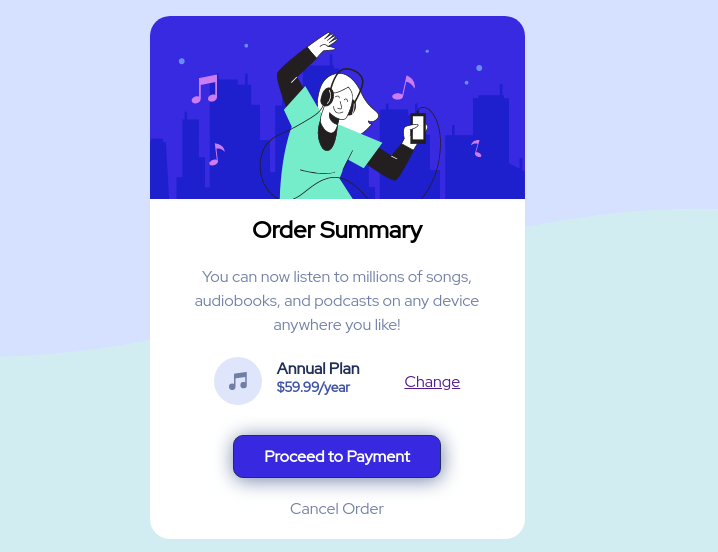 Order Summary
You can now listen to millions of songs,
audiobooks, and podcasts on any device
anywhere you like!
Annual Plan
$59.99/year
Change
Proceed to Payment
Cancel Order